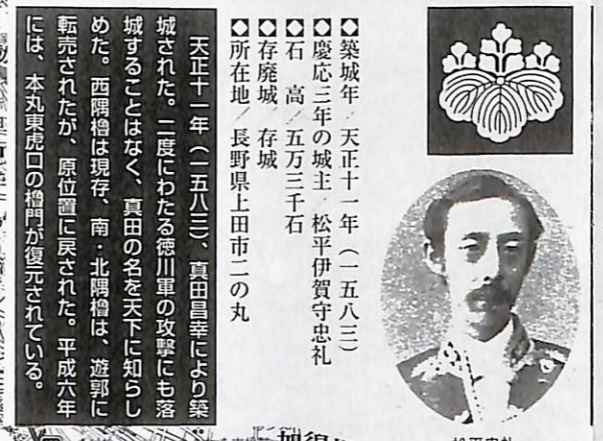 ◆築城年／天正十一年（一五八三）
◆慶応三年の城主／松平伊賀守忠礼
◆石　高／五万三千石
◆存廃城／存城
◆所在地／長野県上田市二の丸
天正十一年（一五八三）、真田昌幸により築
城された。二度にわたる徳川軍の攻撃にも落
城することはなく、真田の名を天下に知らし
めた。西隅櫓は現存、南・北隅櫓は、遊郭に
転売されたが、原位置に戻された。平成六年
には、本丸東虎口の櫓門が復元されている。